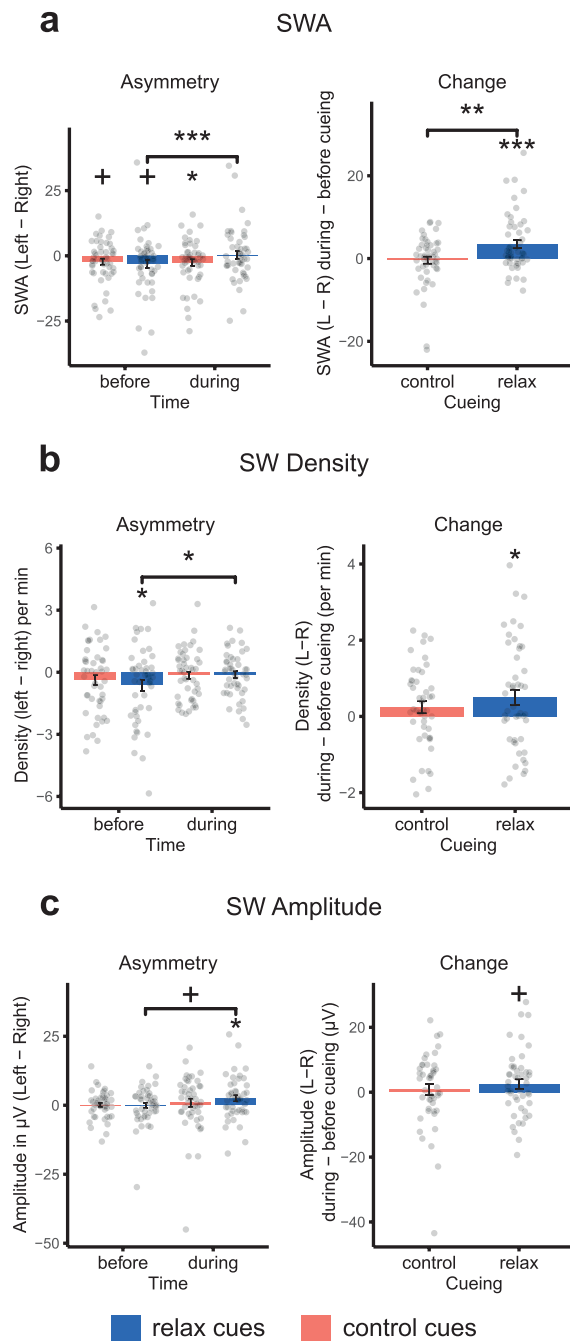 a
SWA
Asymmetry
SWA (Left − Right)
25
0
−25
+
+
*
***
before
during
Time
Change
SWA (L − R) during − before cueing
20
0
−20
**
***
control
relax
Cueing
b
SW Density
Asymmetry
Density (left − right) per min
6
3
0
−3
−6
*
*
before
during
Time
Change
Density (L−R)
during − before cueing (per min)
4
2
0
−2
*
control
relax
Cueing
c
SW Amplitude
Asymmetry
Amplitude in µV (Left − Right)
50
25
0
−25
−50
+
*
before
during
Time
Change
Amplitude (L−R)
during − before cueing (µV)
20
0
−20
−40
+
control
relax
Cueing
relax cues
control cues